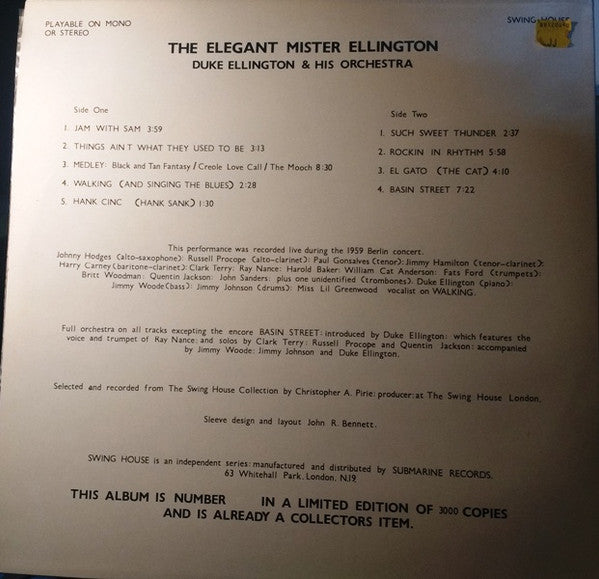 PLAYABLE ON MONO
OR STEREO
SWING HOUSE
THE ELEGANT MISTER ELLINGTON
DUKE ELLINGTON & HIS ORCHESTRA
Side One
1. JAM WITH SAM 3:59
2. THINGS AIN T WHAT THEY USED TO BE 3:13
3. MEDLEY: Black and Tan Fantasy / Creole Love Call / The Mooch 8:30
4. WALKING (AND SINGING THE BLUES) 2:28
5. HANK CINC (HANK SANK) 1:30
Side Two
1. SUCH SWEET THUNDER 2:37
2. ROCKIN IN RHYTHM 5:58
3. EL GATO (THE CAT) 4:10
4. BASIN STREET 7:22
This performance was recorded live during the 1959 Berlin concert.
Johnny Hodges (alto-saxophone): Russell Procope (alto-clarinet): Paul Gonsalves (tenor): Jimmy Hamilton (tenor-clarinet):
Harry Carney (baritone-clarinet): Clark Terry: Ray Nance: Harold Baker: William Cat Anderson: Fats Ford (trumpets):
Britt Woodman: Quentin Jackson: John Sanders: plus one unidentified (trombones): Duke Ellington (piano):
Jimmy Woode (bass): Jimmy Johnson (drums): Miss Lil Greenwood vocalist on WALKING.
Full orchestra on all tracks excepting the encore BASIN STREET: introduced by Duke Ellington: which features the
voice and trumpet of Ray Nance: and solos by Clark Terry: Russell Procope and Quentin Jackson: accompanied
by Jimmy Woode: Jimmy Johnson and Duke Ellington.
Selected and recorded from The Swing House Collection by Christopher A. Pirie: producer: at The Swing House London.
Sleeve design and layout John R. Bennett.
SWING HOUSE is an independent series: manufactured and distributed by SUBMARINE RECORDS.
63 Whitehall Park. London. N.19
THIS ALBUM IS NUMBER IN A LIMITED EDITION OF 3000 COPIES
AND IS ALREADY A COLLECTORS ITEM.